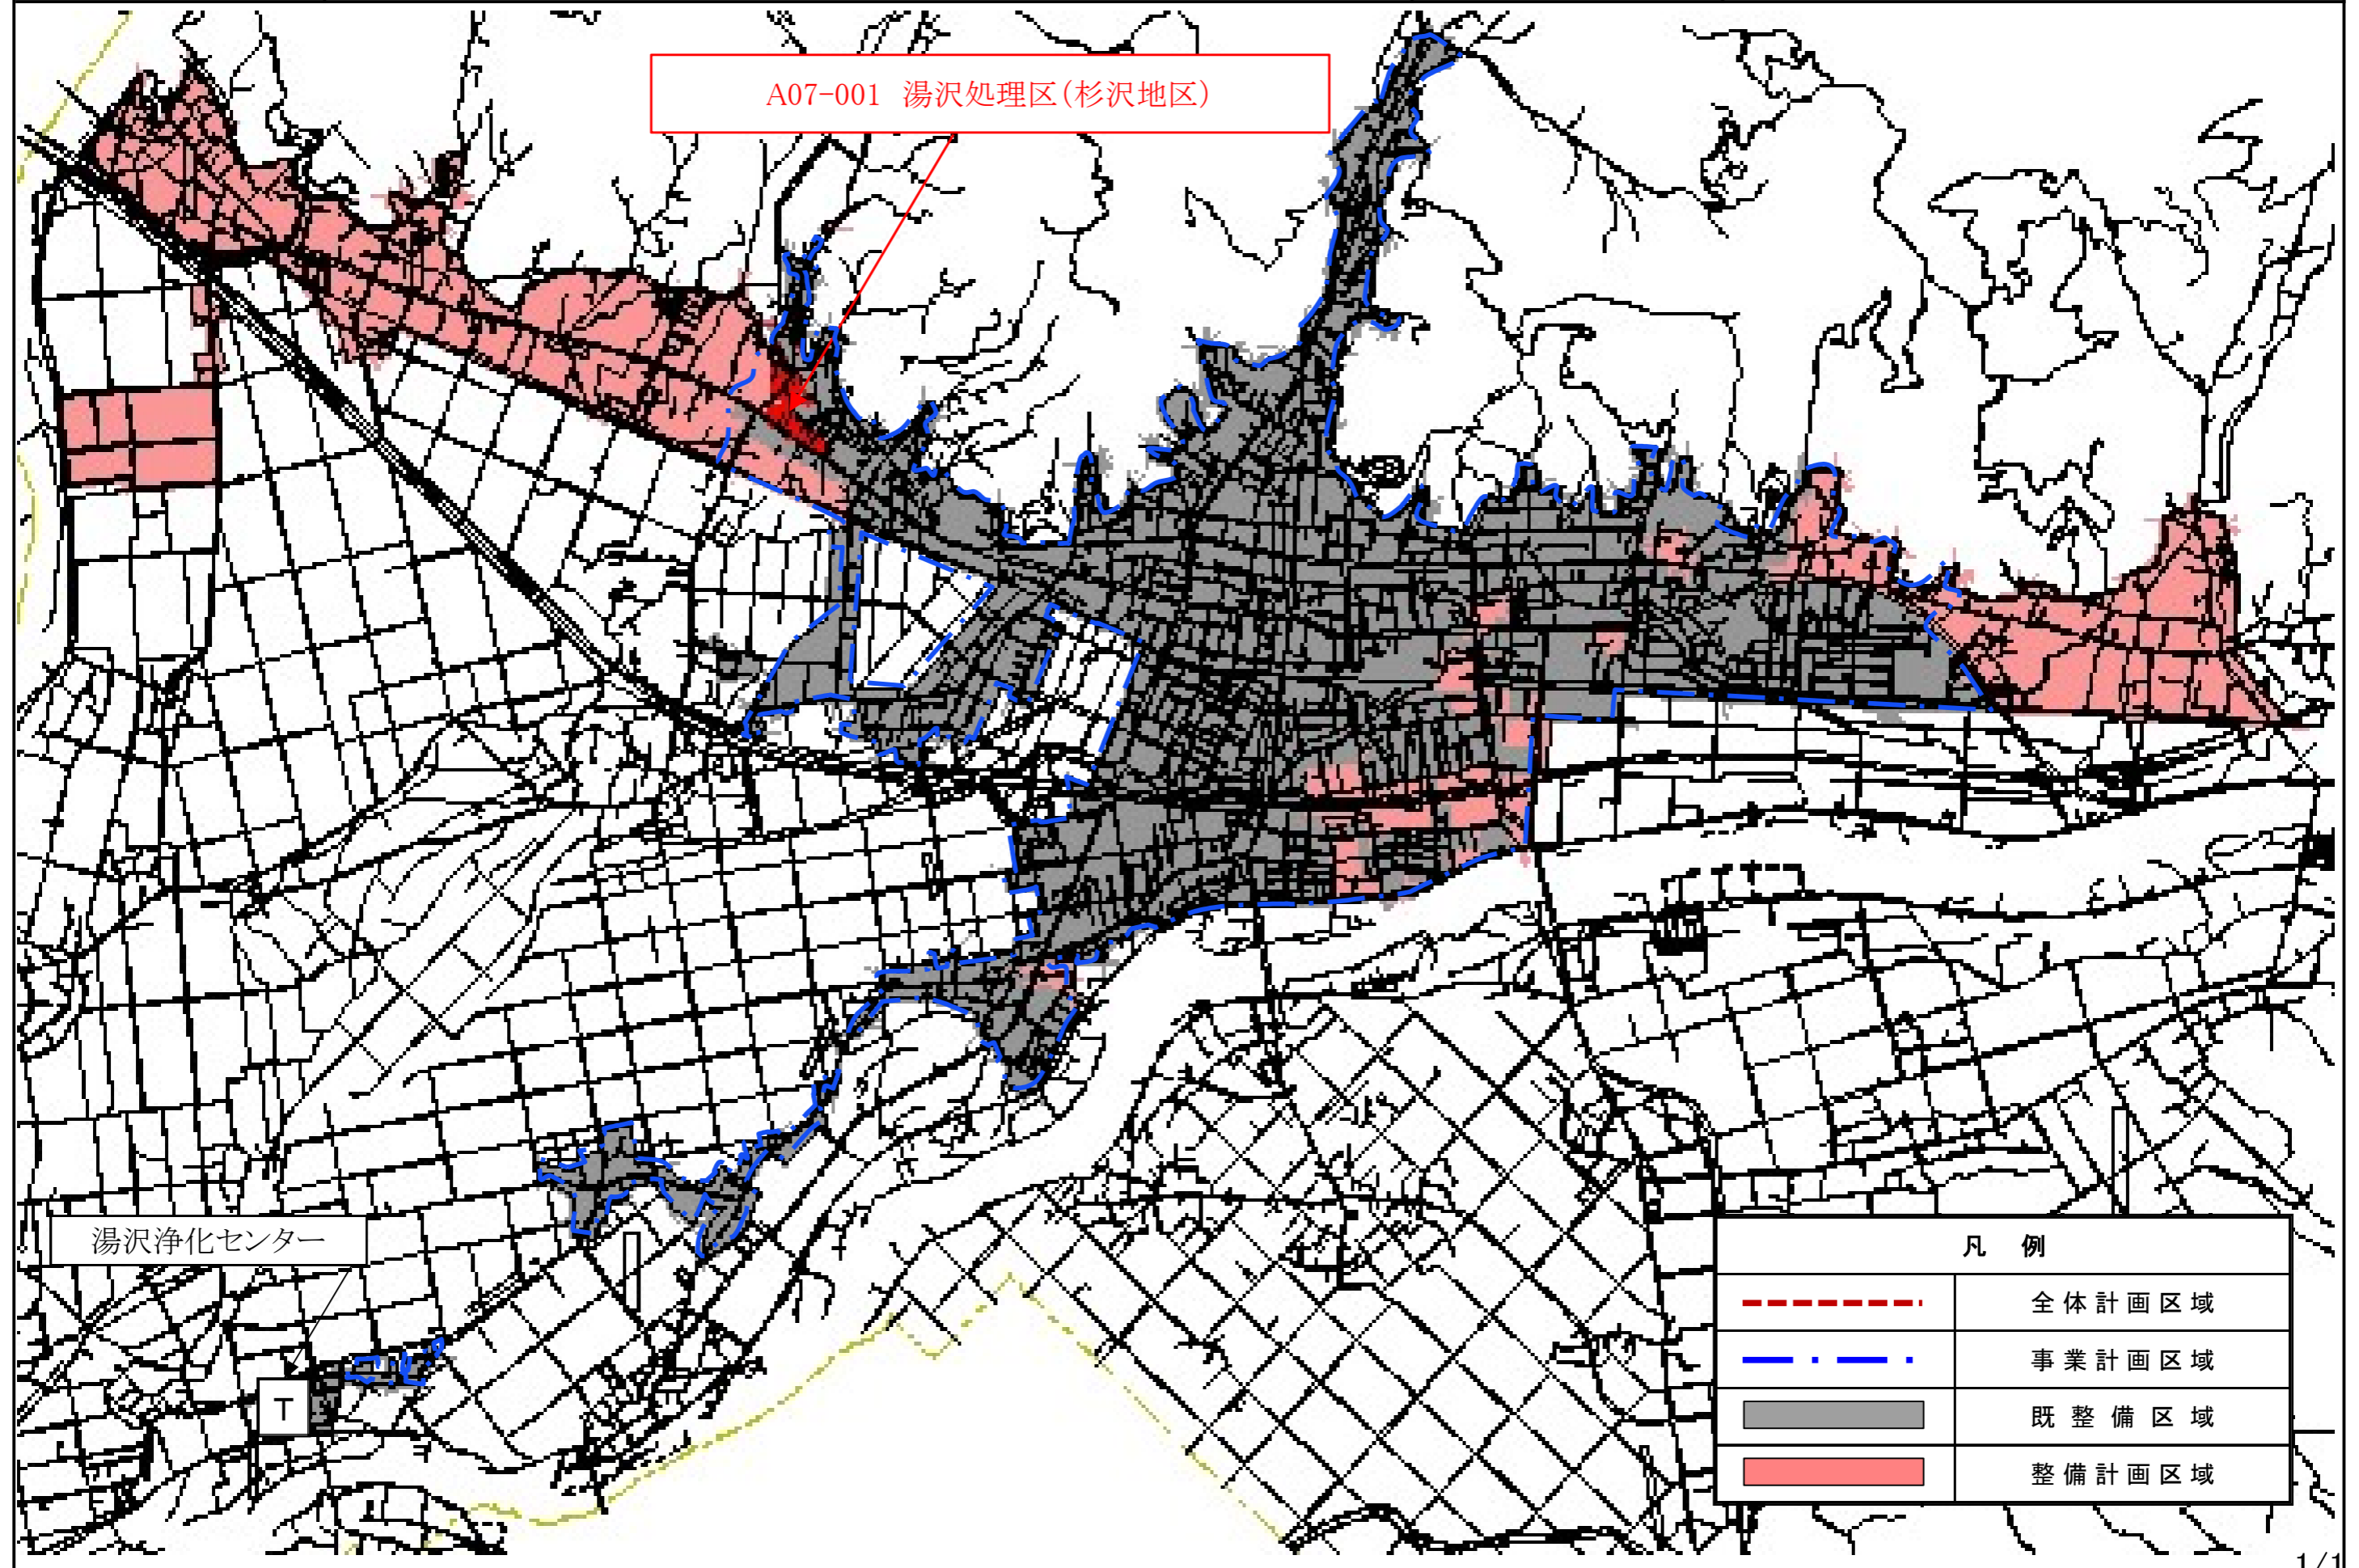 A07-001 湯沢処理区(杉沢地区)
湯沢浄化センター
T
凡 例
全体計画区域
事業計画区域
既整備区域
整備計画区域
1/1